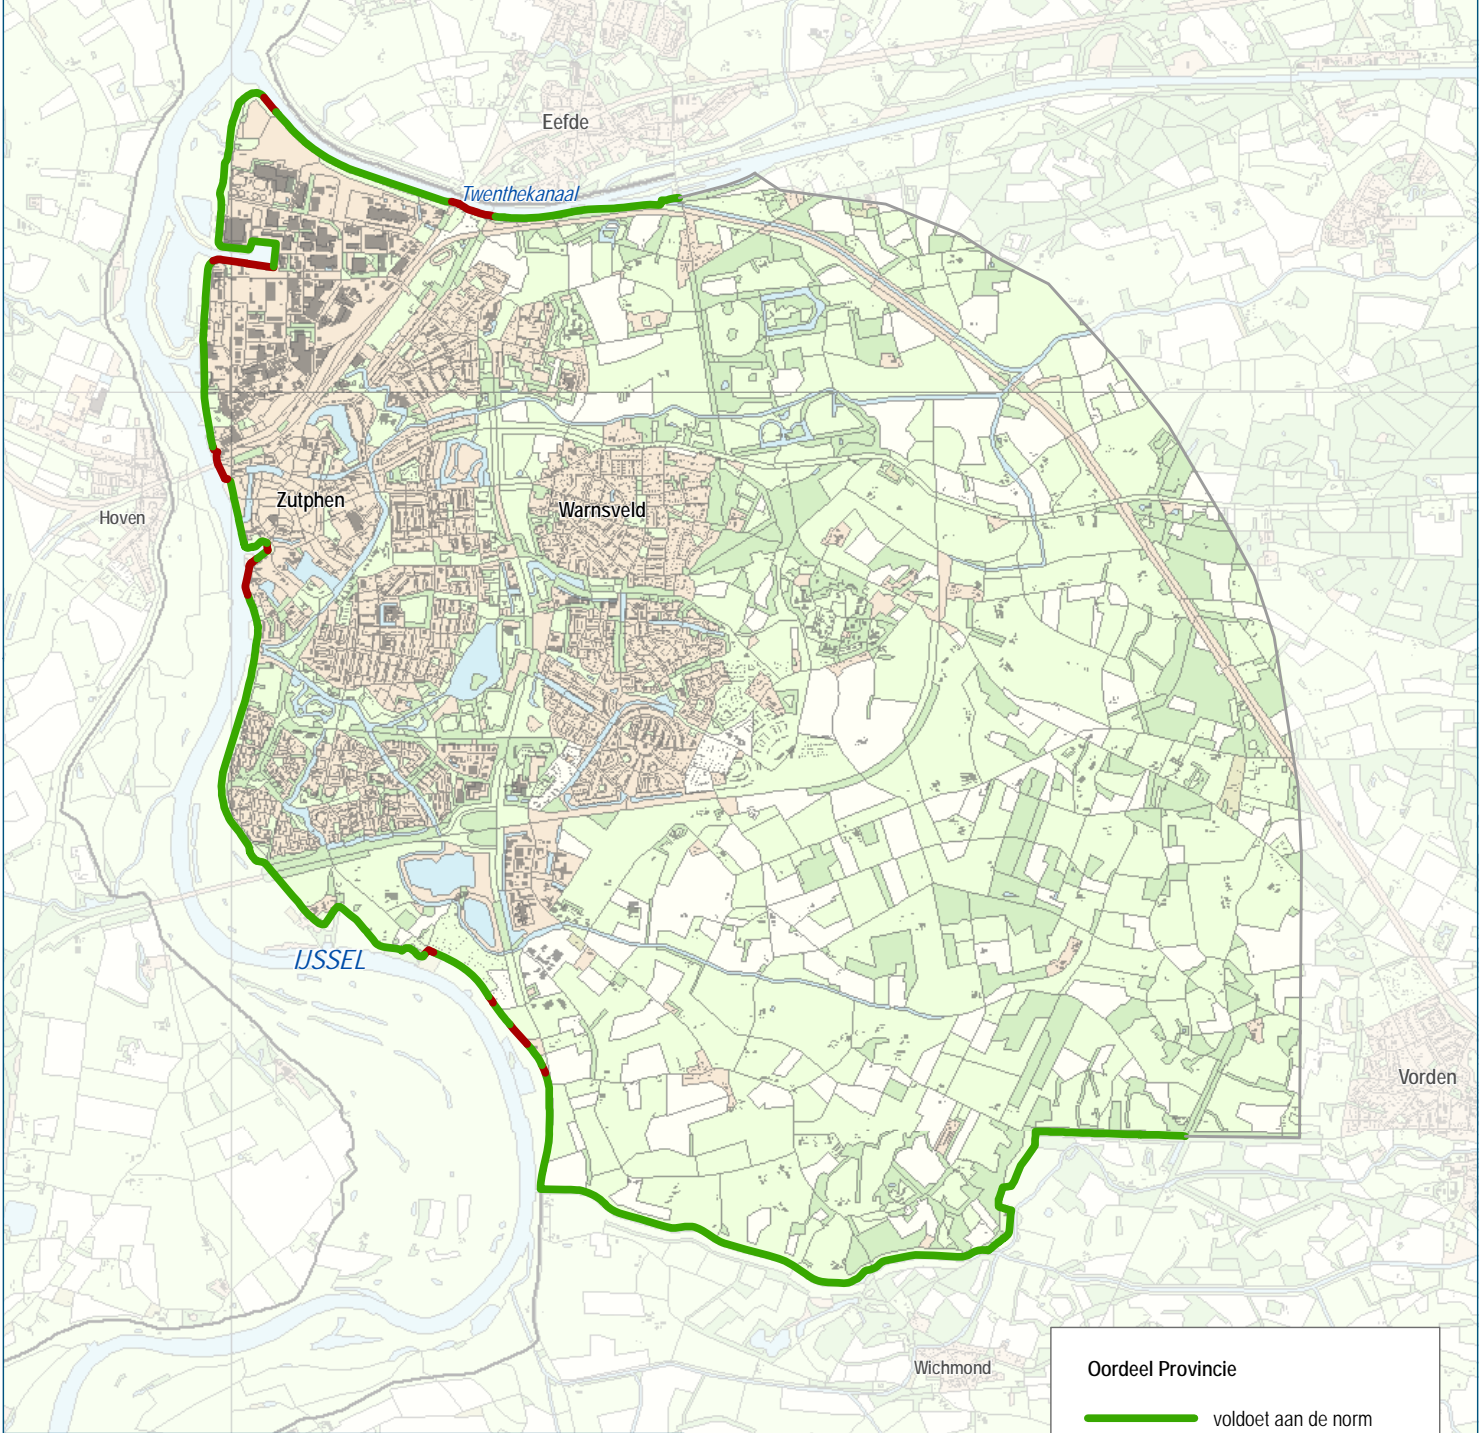 Eefde
Twenthekanaal
Zutphen
Warnsveld
Hoven
IJSSEL
Vorden
Wichmond
Oordeel Provincie
voldoet aan de norm